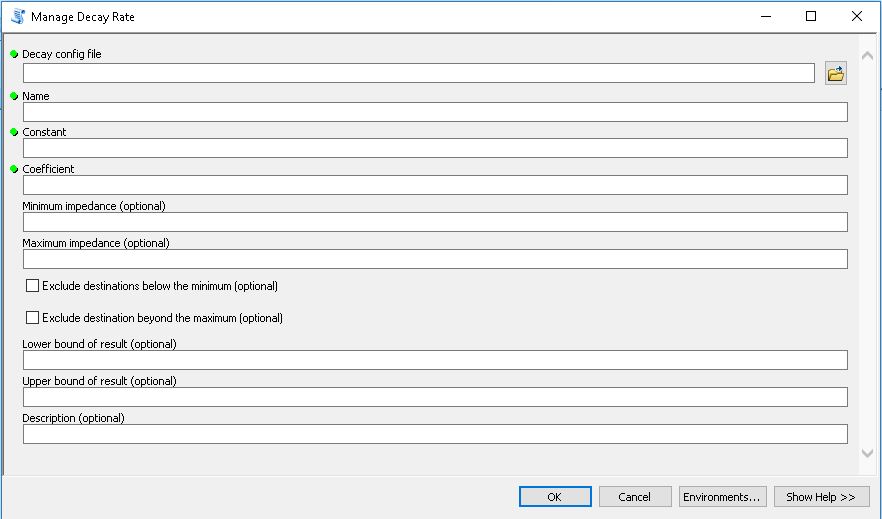 Manage Decay Rate
Decay config file
Name
Constant
Coefficient
Minimum impedance (optional)
Maximum impedance (optional)
Exclude destinations below the minimum (optional)
Exclude destination beyond the maximum (optional)
Lower bound of result (optional)
Upper bound of result (optional)
Description (optional)
OK Cancel Environments... Show Help >>